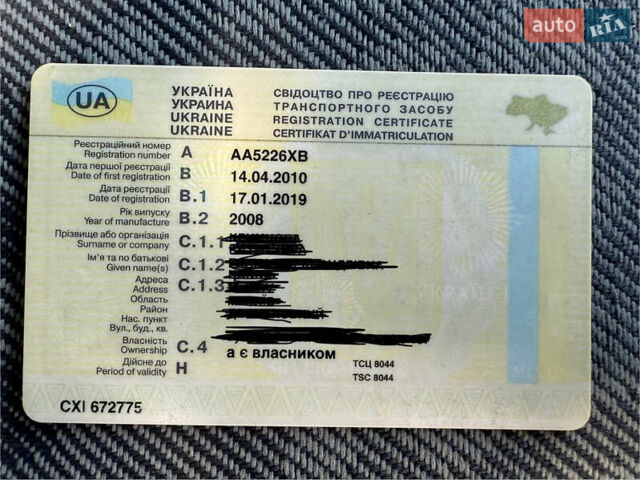 auto RIA
UA
УКРАЇНА СВІДОЦТВО ПРО РЕЄСТРАЦІЮ
УКРАИНА ТРАНСПОРТНОГО ЗАСОБУ
UKRAINE REGISTRATION CERTIFICATE
UKRAINE CERTIFIKAT D'IMMATRICULATION
Реєстраційний номер
Registration number A AA5226XB
Дата першої реєстрації
Date of first registration B 14.04.2010
Дата реєстрації
Date of registration B.1 17.01.2019
Рік випуску
Year of manufacture B.2 2008
Прізвище або організація
Surname or company C.1.1
Ім'я та по батькові
Given name(s) C.1.2
Адреса
Address C.1.3
Область
Район
Нас. пункт
Вул., буд., кв.
Власність
Ownership C.4 а є власником
Дійсне до
Period of validity H
ТСЦ 8044
TSC 8044
CXI 672775